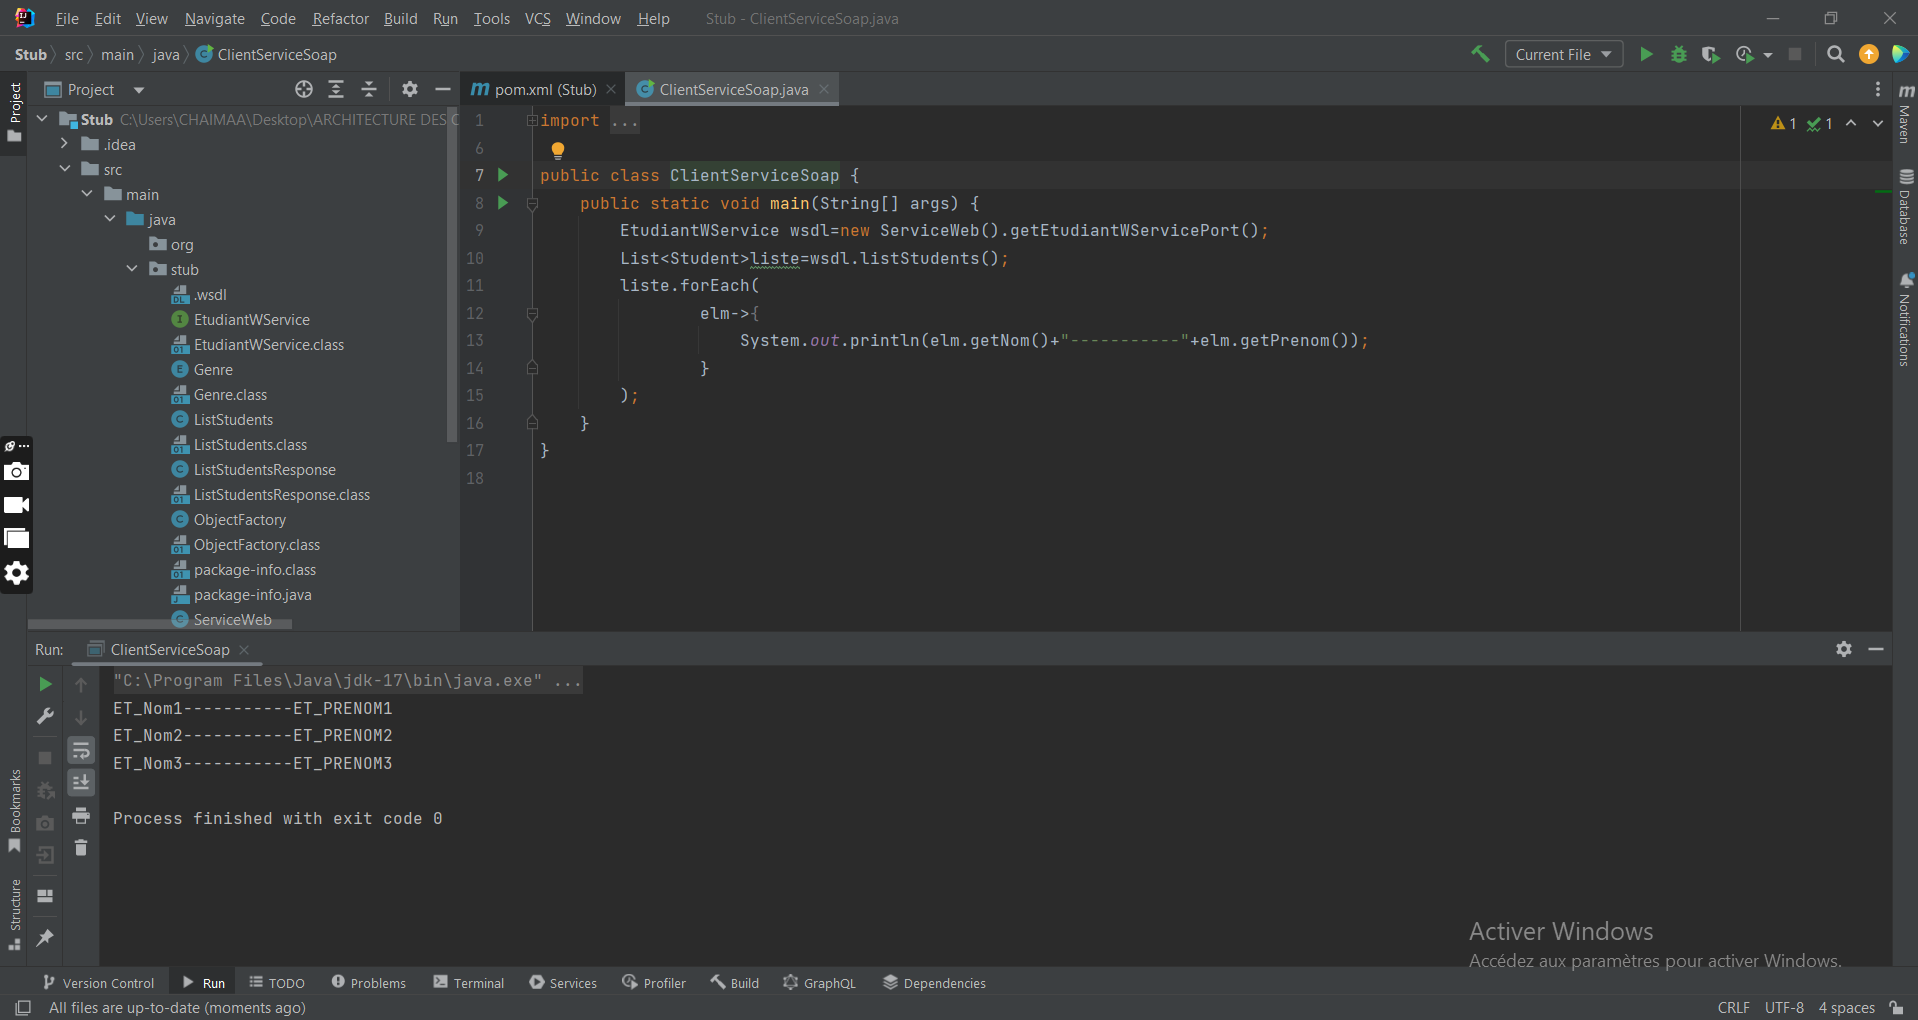 File Edit View Navigate Code Refactor Build Run Tools VCS Window Help Stub - ClientServiceSoap.java
Stub src main java ClientServiceSoap
Current File
Project
Project
Stub C:\Users\CHAIMAA\Desktop\ARCHITECTURE DES C
.idea
src
main
java
org
stub
.wsdl
EtudiantWService
EtudiantWService.class
Genre
Genre.class
ListStudents
ListStudents.class
ListStudentsResponse
ListStudentsResponse.class
ObjectFactory
ObjectFactory.class
package-info.class
package-info.java
ServiceWeb
pom.xml (Stub) ClientServiceSoap.java
1 import ...
6
7 public class ClientServiceSoap {
8 public static void main(String[] args) {
9 EtudiantWService wsdl=new ServiceWeb().getEtudiantWServicePort();
10 List<Student>liste=wsdl.listStudents();
11 liste.forEach(
12 elm->{
13 System.out.println(elm.getNom()+"-----------"+elm.getPrenom());
14 }
15 );
16 }
17 }
18
1 1
Maven
Database
Notifications
Run: ClientServiceSoap
"C:\Program Files\Java\jdk-17\bin\java.exe" ...
ET_Nom1-----------ET_PRENOM1
ET_Nom2-----------ET_PRENOM2
ET_Nom3-----------ET_PRENOM3
Process finished with exit code 0
Bookmarks
Structure
Activer Windows
Accédez aux paramètres pour activer Windows.
Version Control Run TODO Problems Terminal Services Profiler Build GraphQL Dependencies
All files are up-to-date (moments ago) CRLF UTF-8 4 spaces